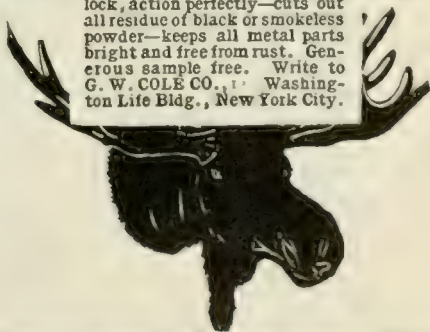 lock, action perfectly—cuts out
all residue of black or smokeless
powder—keeps all metal parts
bright and free from rust. Gen-
erous sample free. Write to
G. W. COLE CO., Washing-
ton Life Bldg., New York City.